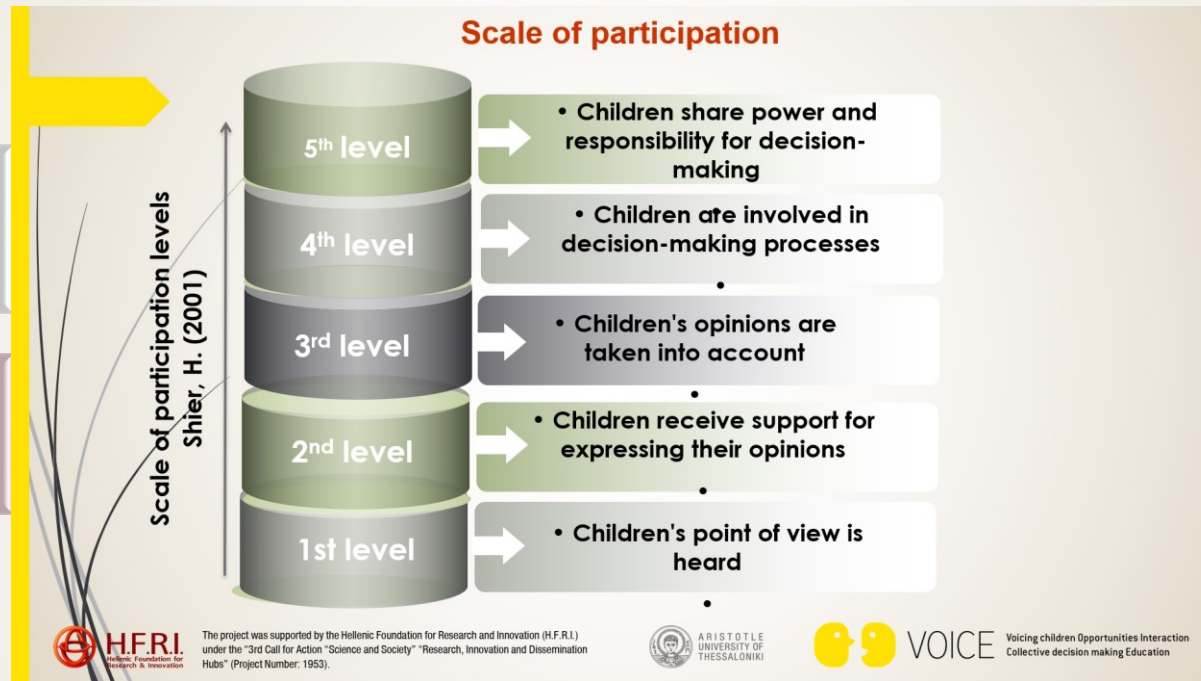 Scale of participation
Scale of participation levels
Shier, H. (2001)
5th level
• Children share power and
responsibility for decision-
making
4th level
• Children are involved in
decision-making processes
•
3rd level
• Children's opinions are
taken into account
•
2nd level
• Children receive support for
expressing their opinions
•
1st level
• Children's point of view is
heard
•
H.F.R.I.
Hellenic Foundation for
Research & Innovation
The project was supported by the Hellenic Foundation for Research and Innovation (H.F.R.I.)
under the "3rd Call for Action "Science and Society" "Research, Innovation and Dissemination
Hubs" (Project Number: 1953).
ARISTOTLE
UNIVERSITY OF
THESSALONIKI
VOICE
Voicing children Opportunities Interaction
Collective decision making Education